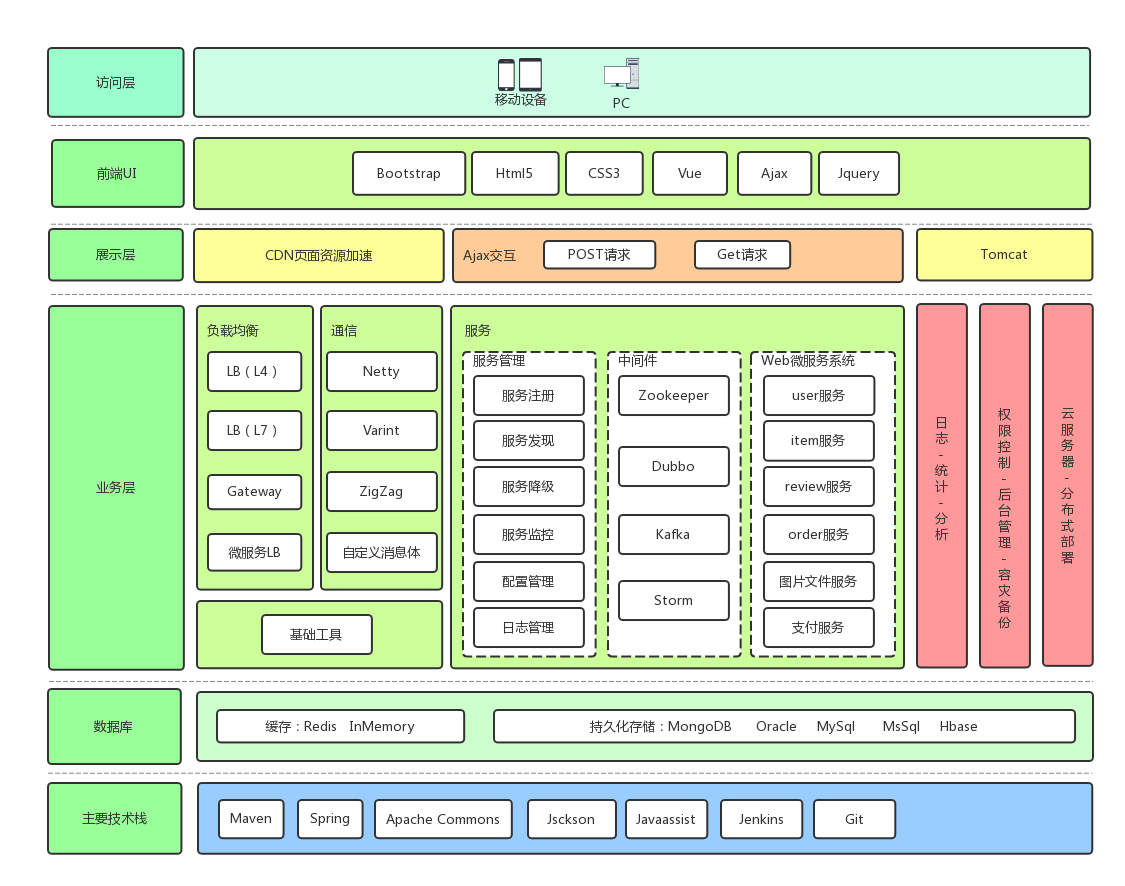 访问层
移动设备
PC
前端UI
Bootstrap
Html5
CSS3
Vue
Ajax
Jquery
展示层
CDN页面资源加速
Ajax交互
POST请求
Get请求
Tomcat
业务层
负载均衡
LB（L4）
LB（L7）
Gateway
微服务LB
通信
Netty
Varint
ZigZag
自定义消息体
基础工具
服务
服务管理
服务注册
服务发现
服务降级
服务监控
配置管理
日志管理
中间件
Zookeeper
Dubbo
Kafka
Storm
Web微服务系统
user服务
item服务
review服务
order服务
图片文件服务
支付服务
日志-统计-分析
权限控制-后台管理-容灾备份
云服务器-分布式部署
数据库
缓存：Redis InMemory
持久化存储：MongoDB Oracle MySql MsSql Hbase
主要技术栈
Maven
Spring
Apache Commons
Jsckson
Javaassist
Jenkins
Git